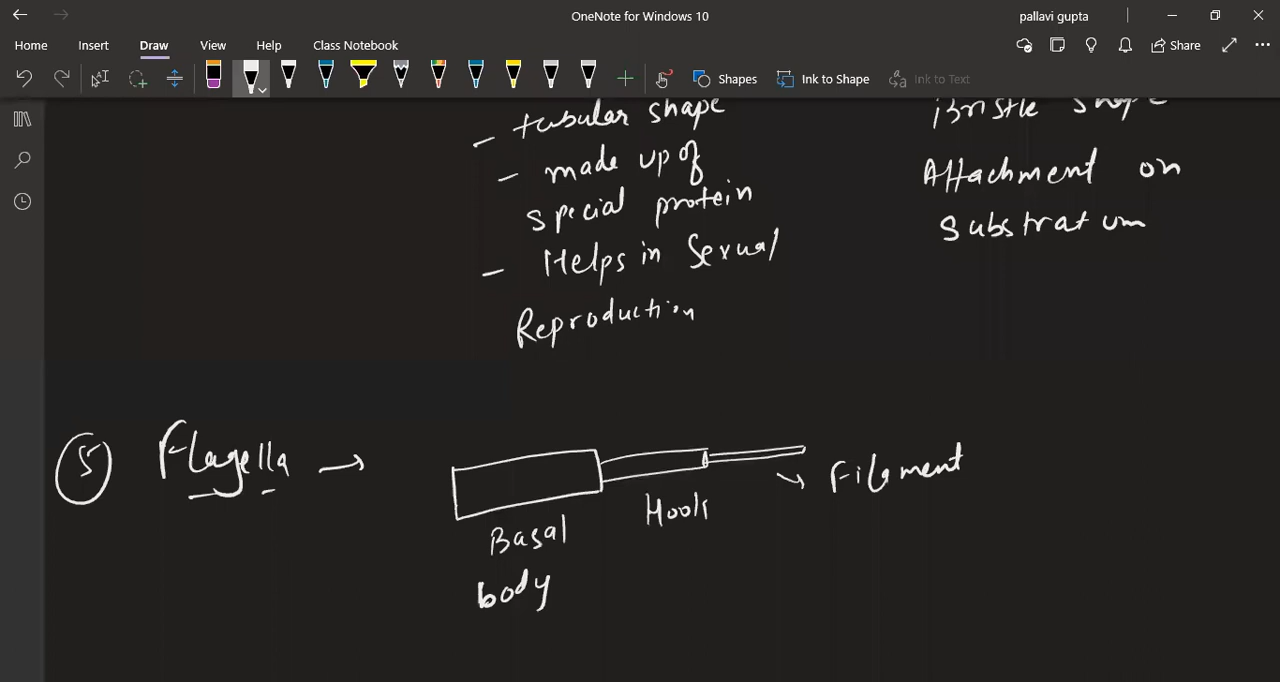 OneNote for Windows 10
pallavi gupta
Home Insert Draw View Help Class Notebook
Share
Shapes Ink to Shape Ink to Text
- tubular shape
- made up of
special protein
- Helps in Sexual
Reproduction
Bristle shape
Attachment on
substratum
5 Flagella →
Basal
body
Hook
Filament